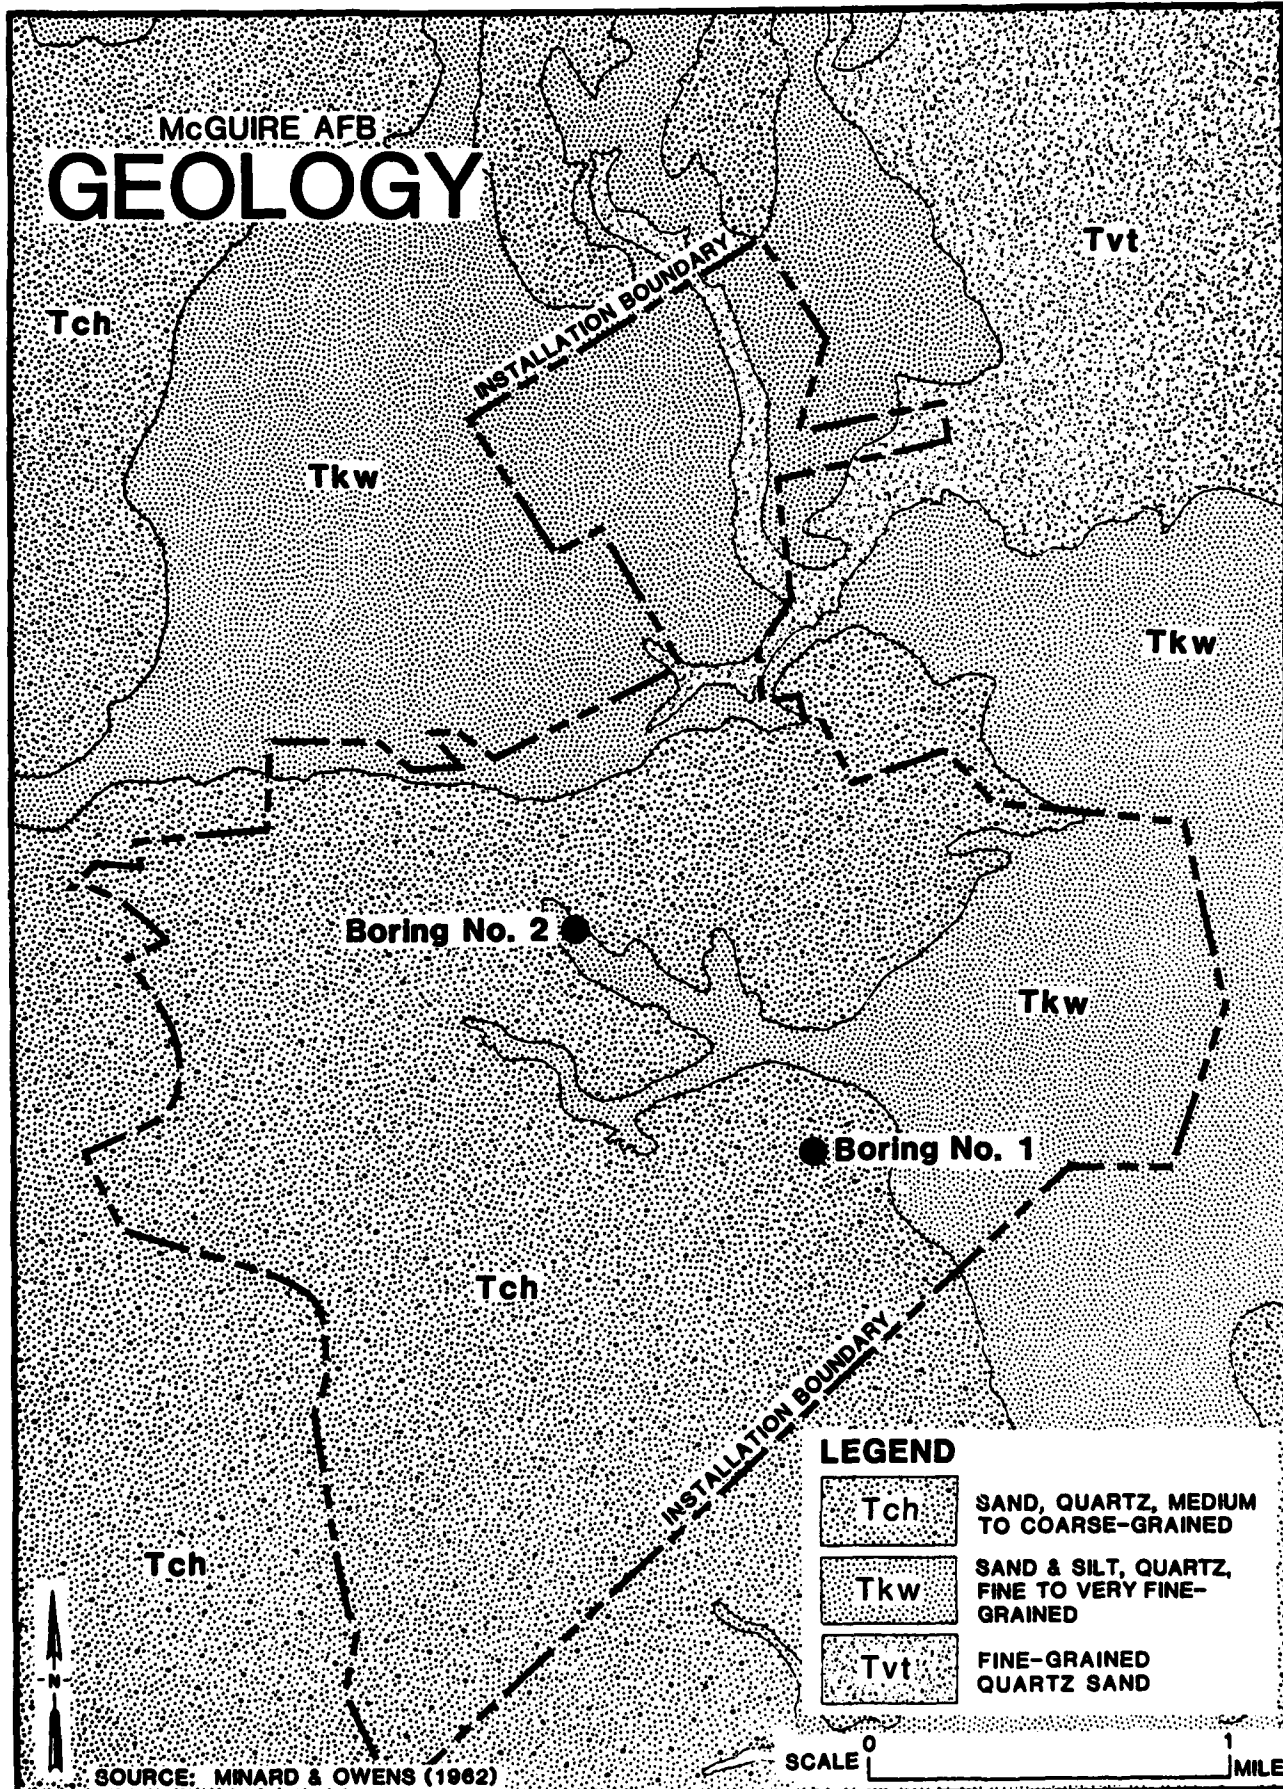 McGUIRE AFB
GEOLOGY
INSTALLATION BOUNDARY
Tvt
Tch
Tkw
Tkw
Boring No. 2
Tkw
Boring No. 1
Tch
INSTALLATION BOUNDARY
Tch
LEGEND
Tch SAND, QUARTZ, MEDIUM
TO COARSE-GRAINED
Tkw SAND & SILT, QUARTZ,
FINE TO VERY FINE-
GRAINED
Tvt FINE-GRAINED
QUARTZ SAND
N
SCALE 0 1 MILE
SOURCE: MINARD & OWENS (1962)